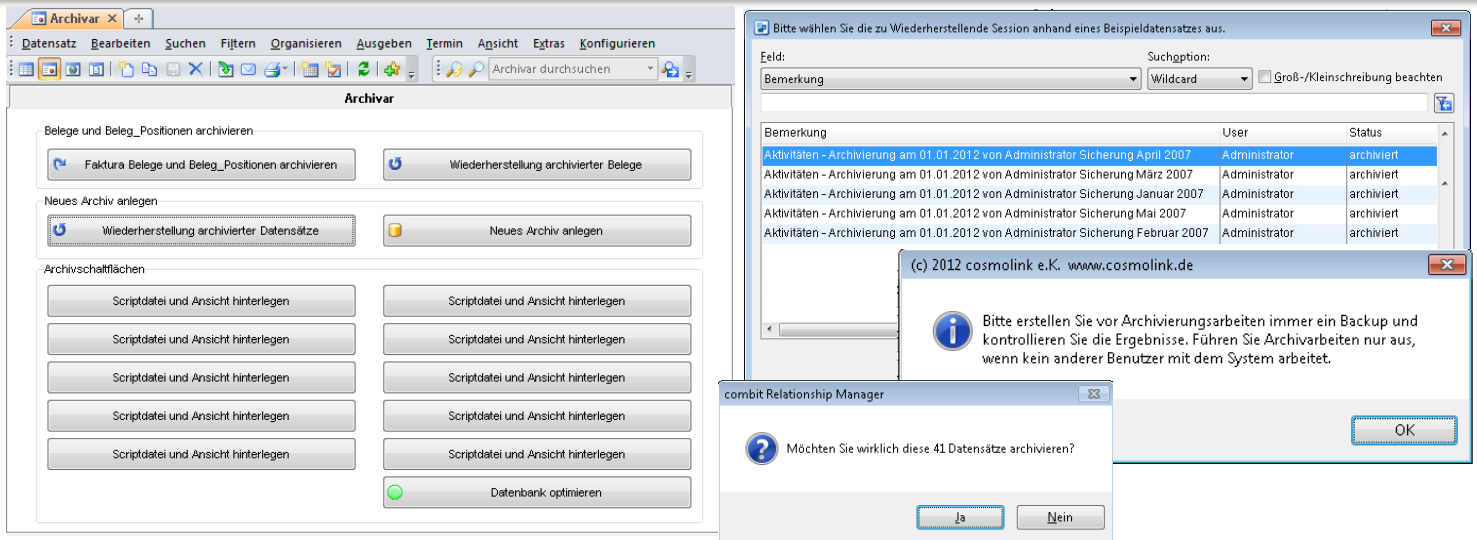 Archivar
Datensatz Bearbeiten Suchen Filtern Organisieren Ausgeben Termin Ansicht Extras Konfigurieren
Archivar durchsuchen
Archivar
Belege und Beleg_Positionen archivieren
Faktura Belege und Beleg_Positionen archivieren Wiederherstellung archivierter Belege
Neues Archiv anlegen
Wiederherstellung archivierter Datensätze Neues Archiv anlegen
Archivschaltflächen
Scriptdatei und Ansicht hinterlegen Scriptdatei und Ansicht hinterlegen
Scriptdatei und Ansicht hinterlegen Scriptdatei und Ansicht hinterlegen
Scriptdatei und Ansicht hinterlegen Scriptdatei und Ansicht hinterlegen
Scriptdatei und Ansicht hinterlegen Scriptdatei und Ansicht hinterlegen
Scriptdatei und Ansicht hinterlegen Scriptdatei und Ansicht hinterlegen
Datenbank optimieren
Bitte wählen Sie die zu Wiederherstellende Session anhand eines Beispieldatensatzes aus.
Feld: Suchoption:
Bemerkung Wildcard Groß-/Kleinschreibung beachten
Bemerkung User Status
Aktivitäten - Archivierung am 01.01.2012 von Administrator Sicherung April 2007 Administrator archiviert
Aktivitäten - Archivierung am 01.01.2012 von Administrator Sicherung März 2007 Administrator archiviert
Aktivitäten - Archivierung am 01.01.2012 von Administrator Sicherung Januar 2007 Administrator archiviert
Aktivitäten - Archivierung am 01.01.2012 von Administrator Sicherung Mai 2007 Administrator archiviert
Aktivitäten - Archivierung am 01.01.2012 von Administrator Sicherung Februar 2007 Administrator archiviert
(c) 2012 cosmolink e.K. www.cosmolink.de
Bitte erstellen Sie vor Archivierungsarbeiten immer ein Backup und
kontrollieren Sie die Ergebnisse. Führen Sie Archivarbeiten nur aus,
wenn kein anderer Benutzer mit dem System arbeitet.
OK
combit Relationship Manager
Möchten Sie wirklich diese 41 Datensätze archivieren?
Ja Nein